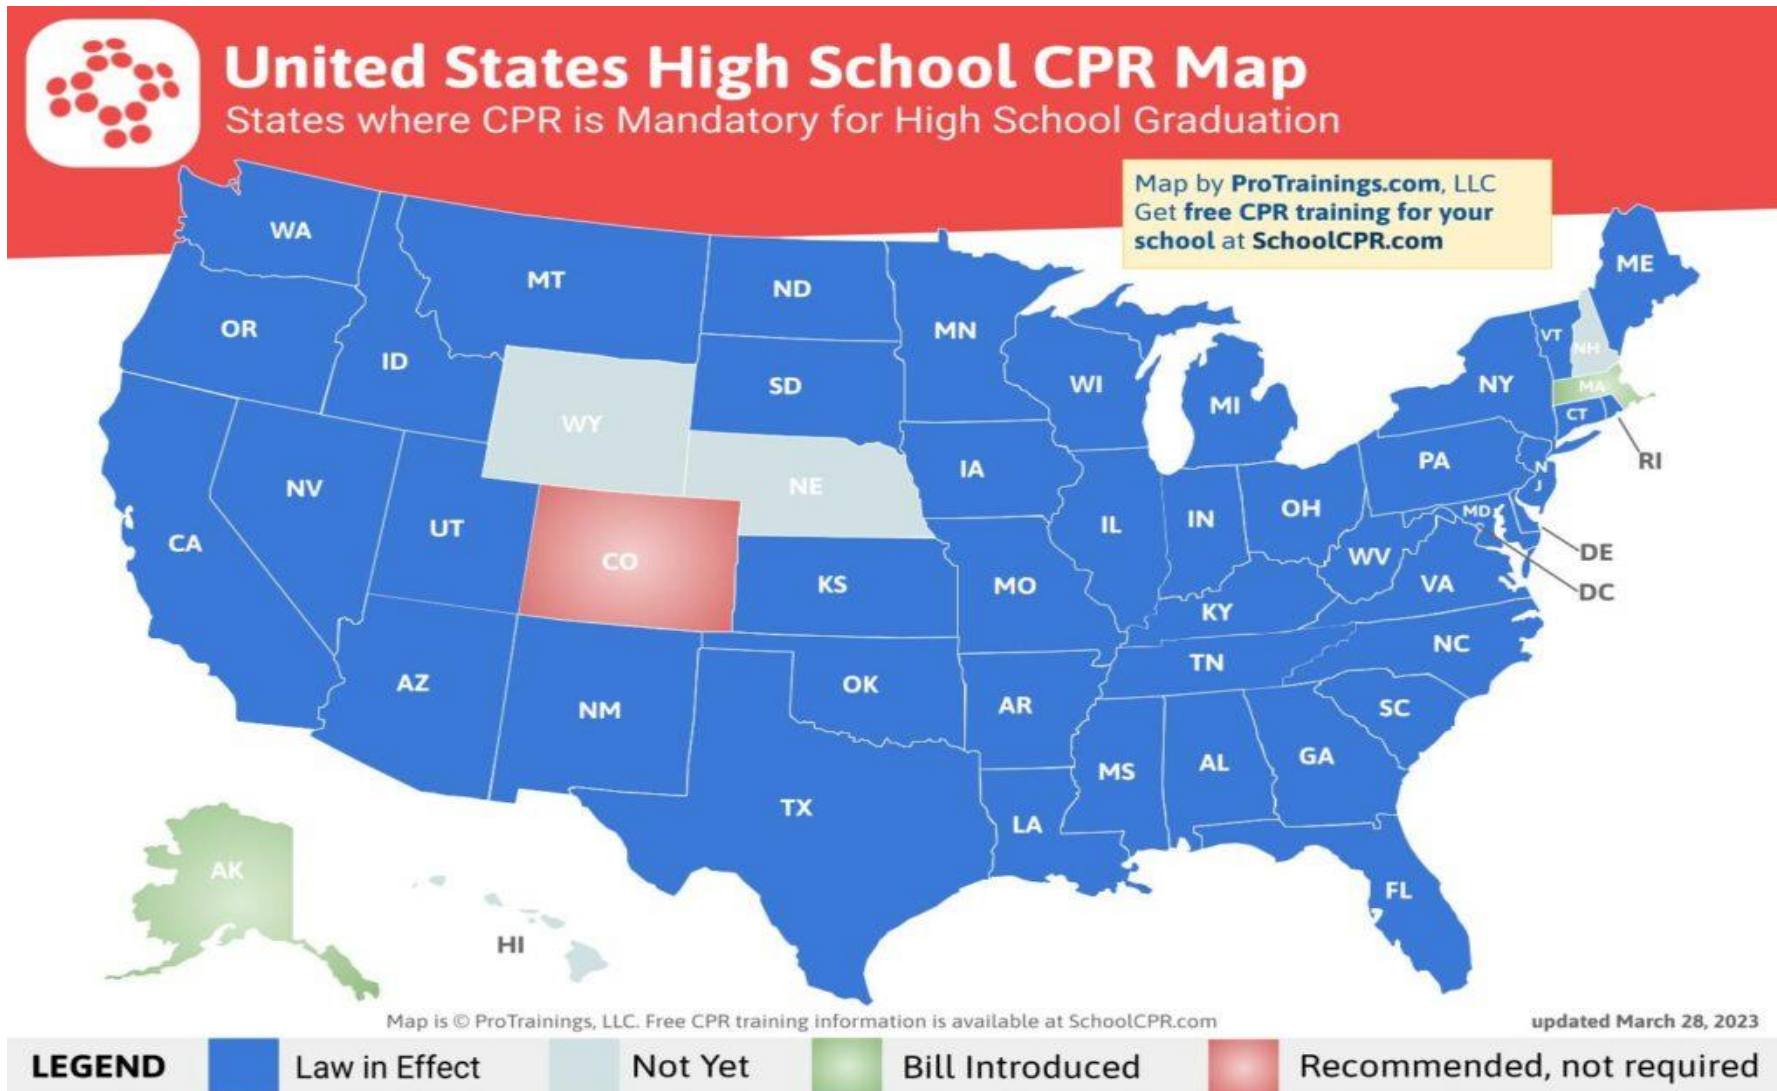 United States High School CPR Map
States where CPR is Mandatory for High School Graduation
Map by ProTrainings.com, LLC
Get free CPR training for your
school at SchoolCPR.com
WA
MT
ND
MN
ME
OR
ID
SD
WI
MI
NY
VT
NH
MA
CT
RI
WY
NE
IA
PA
N
J
NV
UT
CO
KS
MO
IL
IN
OH
WV
MD
DE
DC
VA
CA
KY
NC
TN
AZ
NM
OK
AR
SC
TX
LA
MS
AL
GA
FL
AK
HI
Map is © ProTrainings, LLC. Free CPR training information is available at SchoolCPR.com
updated March 28, 2023
LEGEND
Law in Effect
Not Yet
Bill Introduced
Recommended, not required